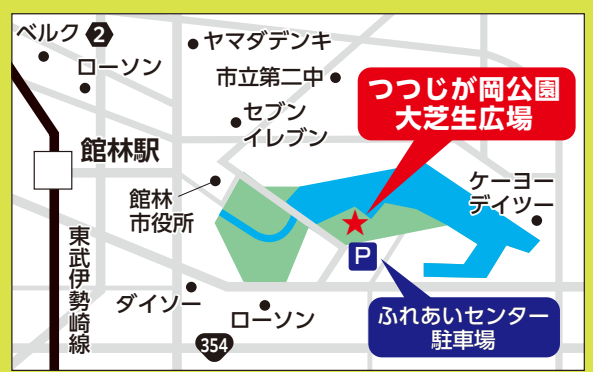 ベルク
2
ヤマダデンキ
ローソン
市立第二中
つつじが岡公園
大芝生広場
セブン
イレブン
館林駅
館林
市役所
ケーヨー
デイツー
P
東武伊勢崎線
ダイソー
ローソン
ふれあいセンター
駐車場
354